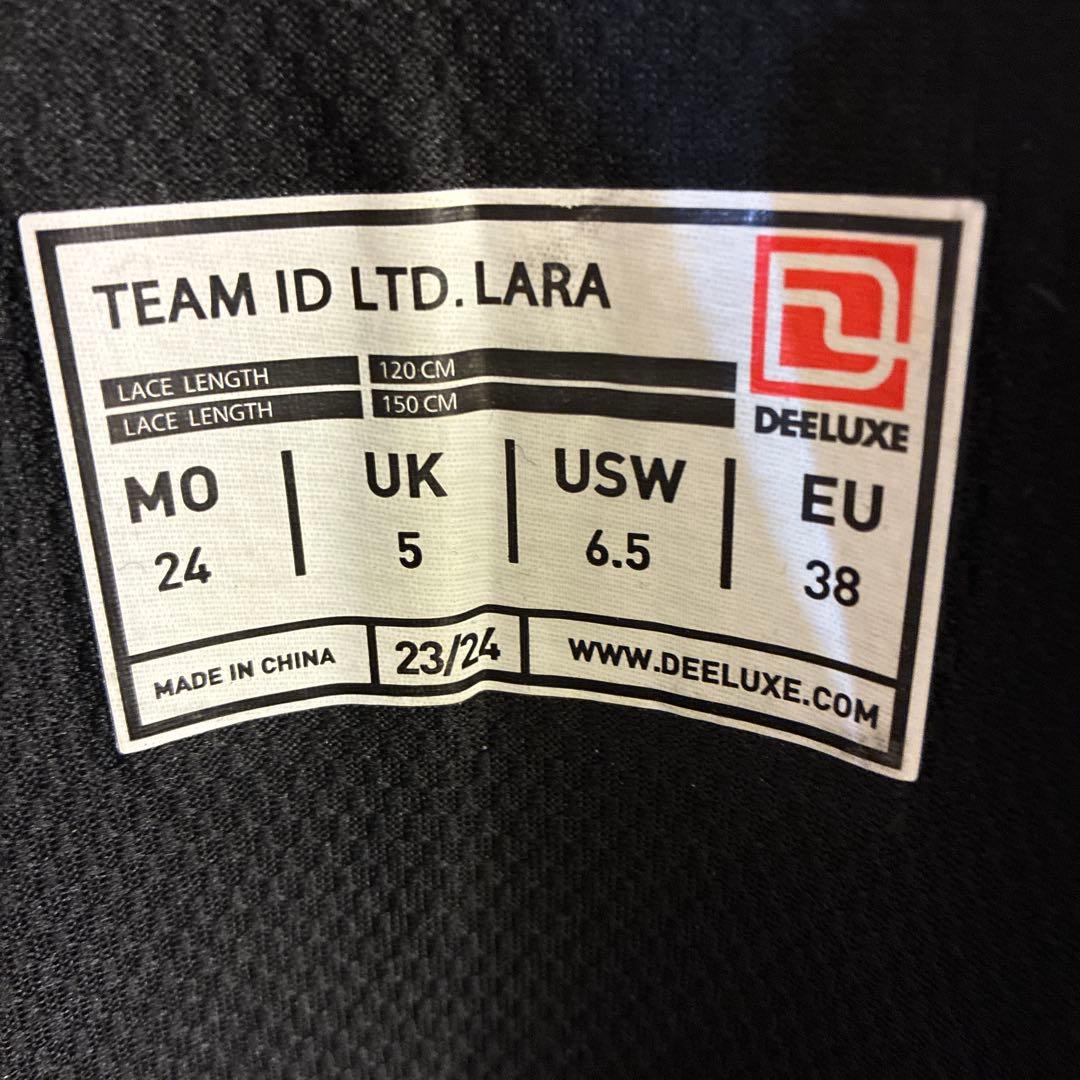 TEAM ID LTD. LARA
LACE LENGTH 120 CM
LACE LENGTH 150 CM
DEELUXE
MO UK USW EU
24 5 6.5 38
MADE IN CHINA 23/24 WWW.DEELUXE.COM